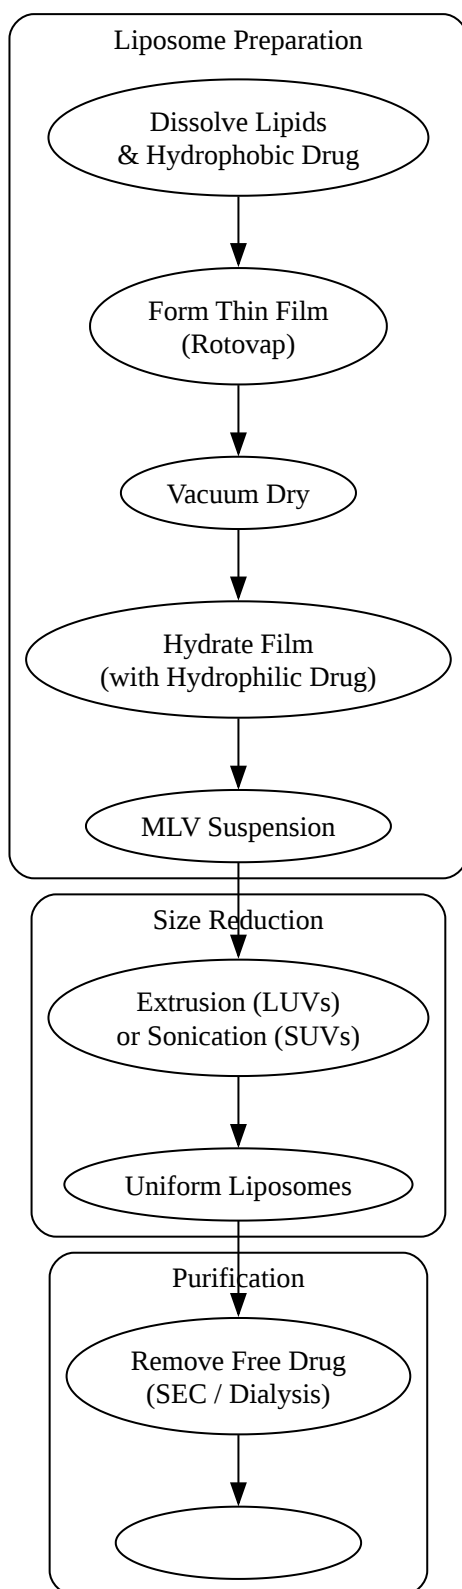 Liposome Preparation
Dissolve Lipids
& Hydrophobic Drug
Form Thin Film
(Rotovap)
Vacuum Dry
Hydrate Film
(with Hydrophilic Drug)
MLV Suspension
Size Reduction
Extrusion (LUVs)
or Sonication (SUVs)
Uniform Liposomes
Purification
Remove Free Drug
(SEC / Dialysis)